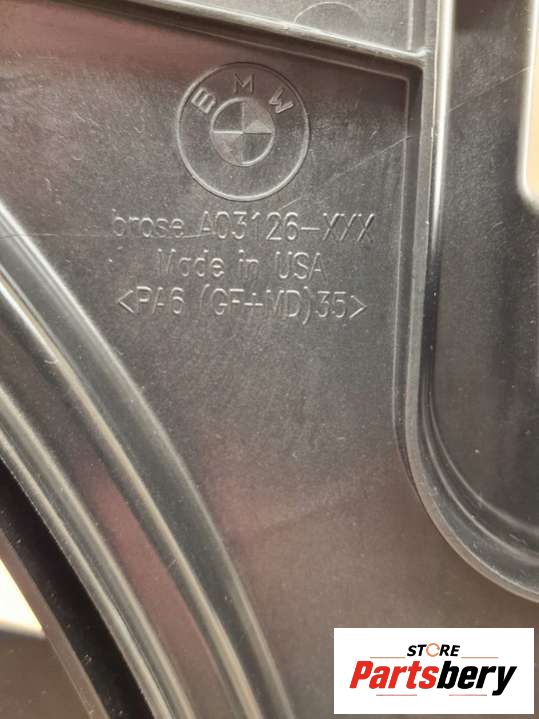 BMW
brose A03126-XXX
Made in USA
<PA6 (GF+MD)35>
STORE
Partsbery